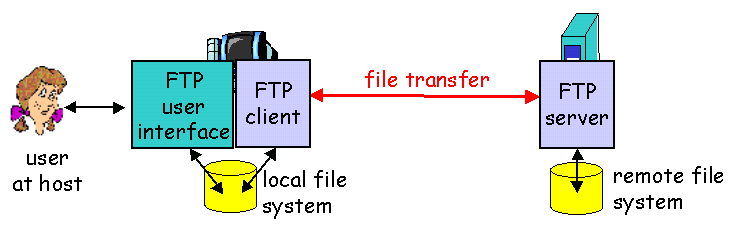 FTP
user
interface
FTP
client
file transfer
FTP
server
user
at host
local file
system
remote file
system